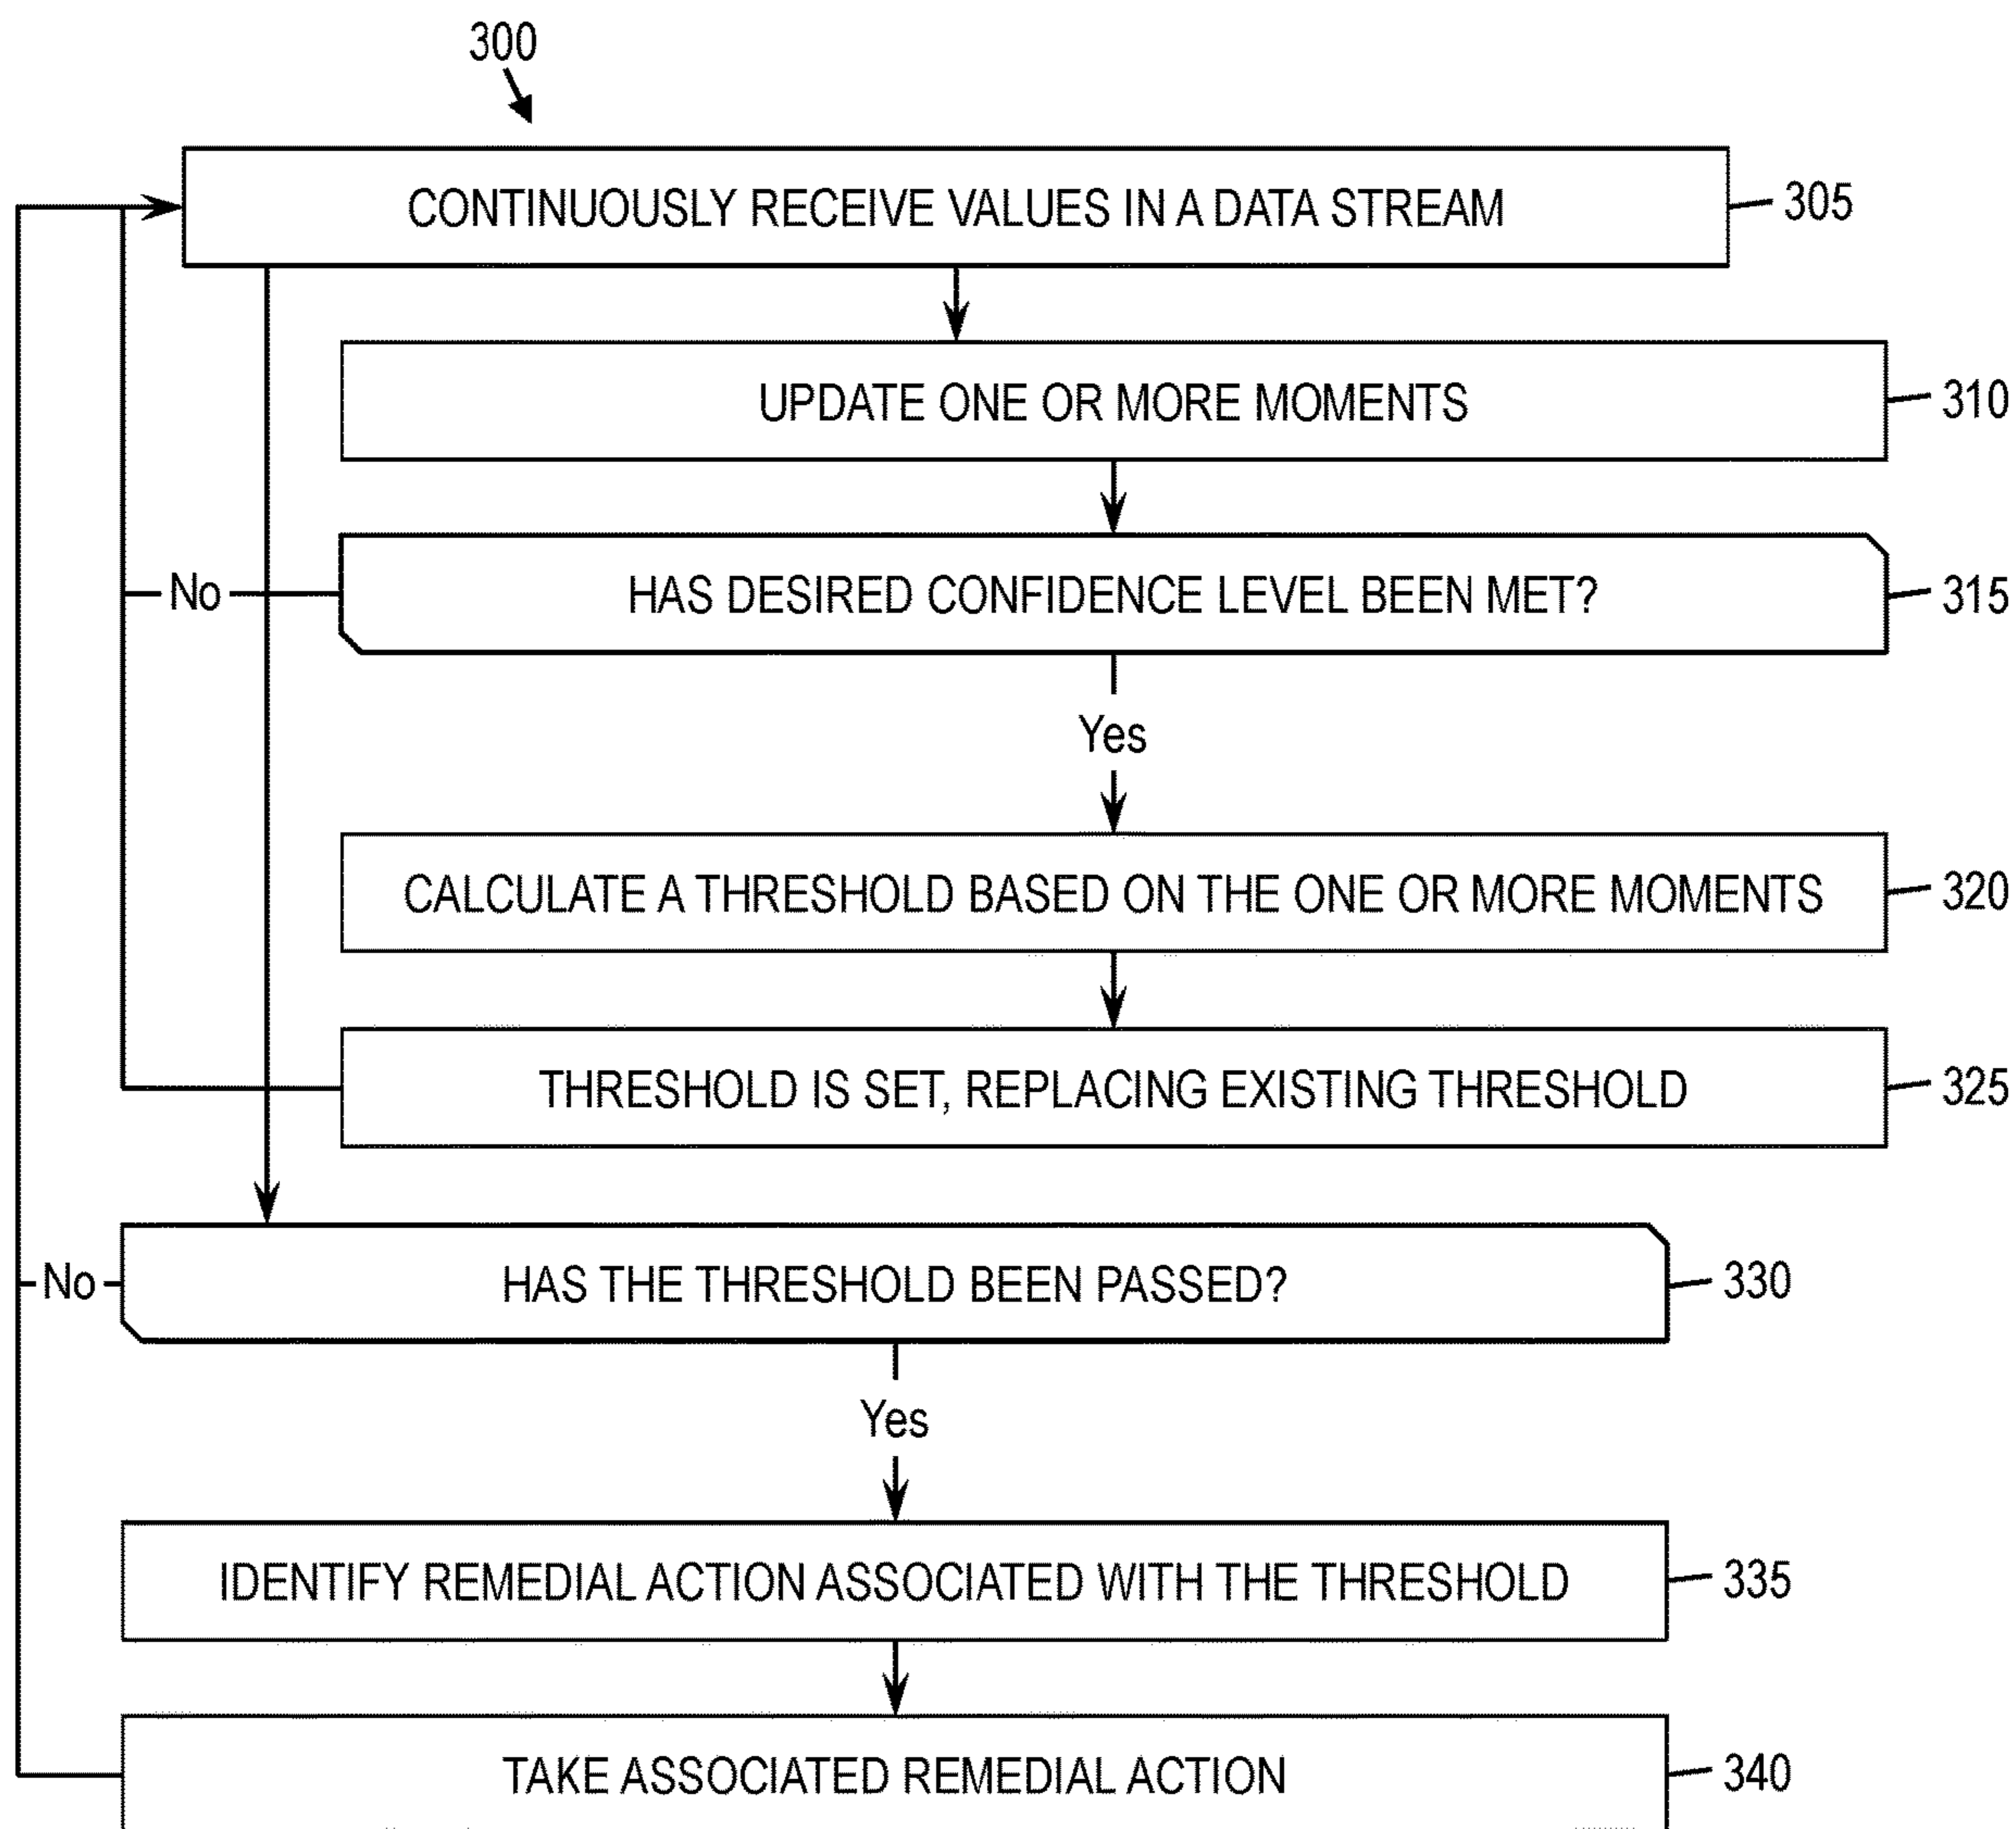 300
CONTINUOUSLY RECEIVE VALUES IN A DATA STREAM
305
UPDATE ONE OR MORE MOMENTS
310
HAS DESIRED CONFIDENCE LEVEL BEEN MET?
315
No
Yes
CALCULATE A THRESHOLD BASED ON THE ONE OR MORE MOMENTS
320
THRESHOLD IS SET, REPLACING EXISTING THRESHOLD
325
HAS THE THRESHOLD BEEN PASSED?
330
No
Yes
IDENTIFY REMEDIAL ACTION ASSOCIATED WITH THE THRESHOLD
335
TAKE ASSOCIATED REMEDIAL ACTION
340